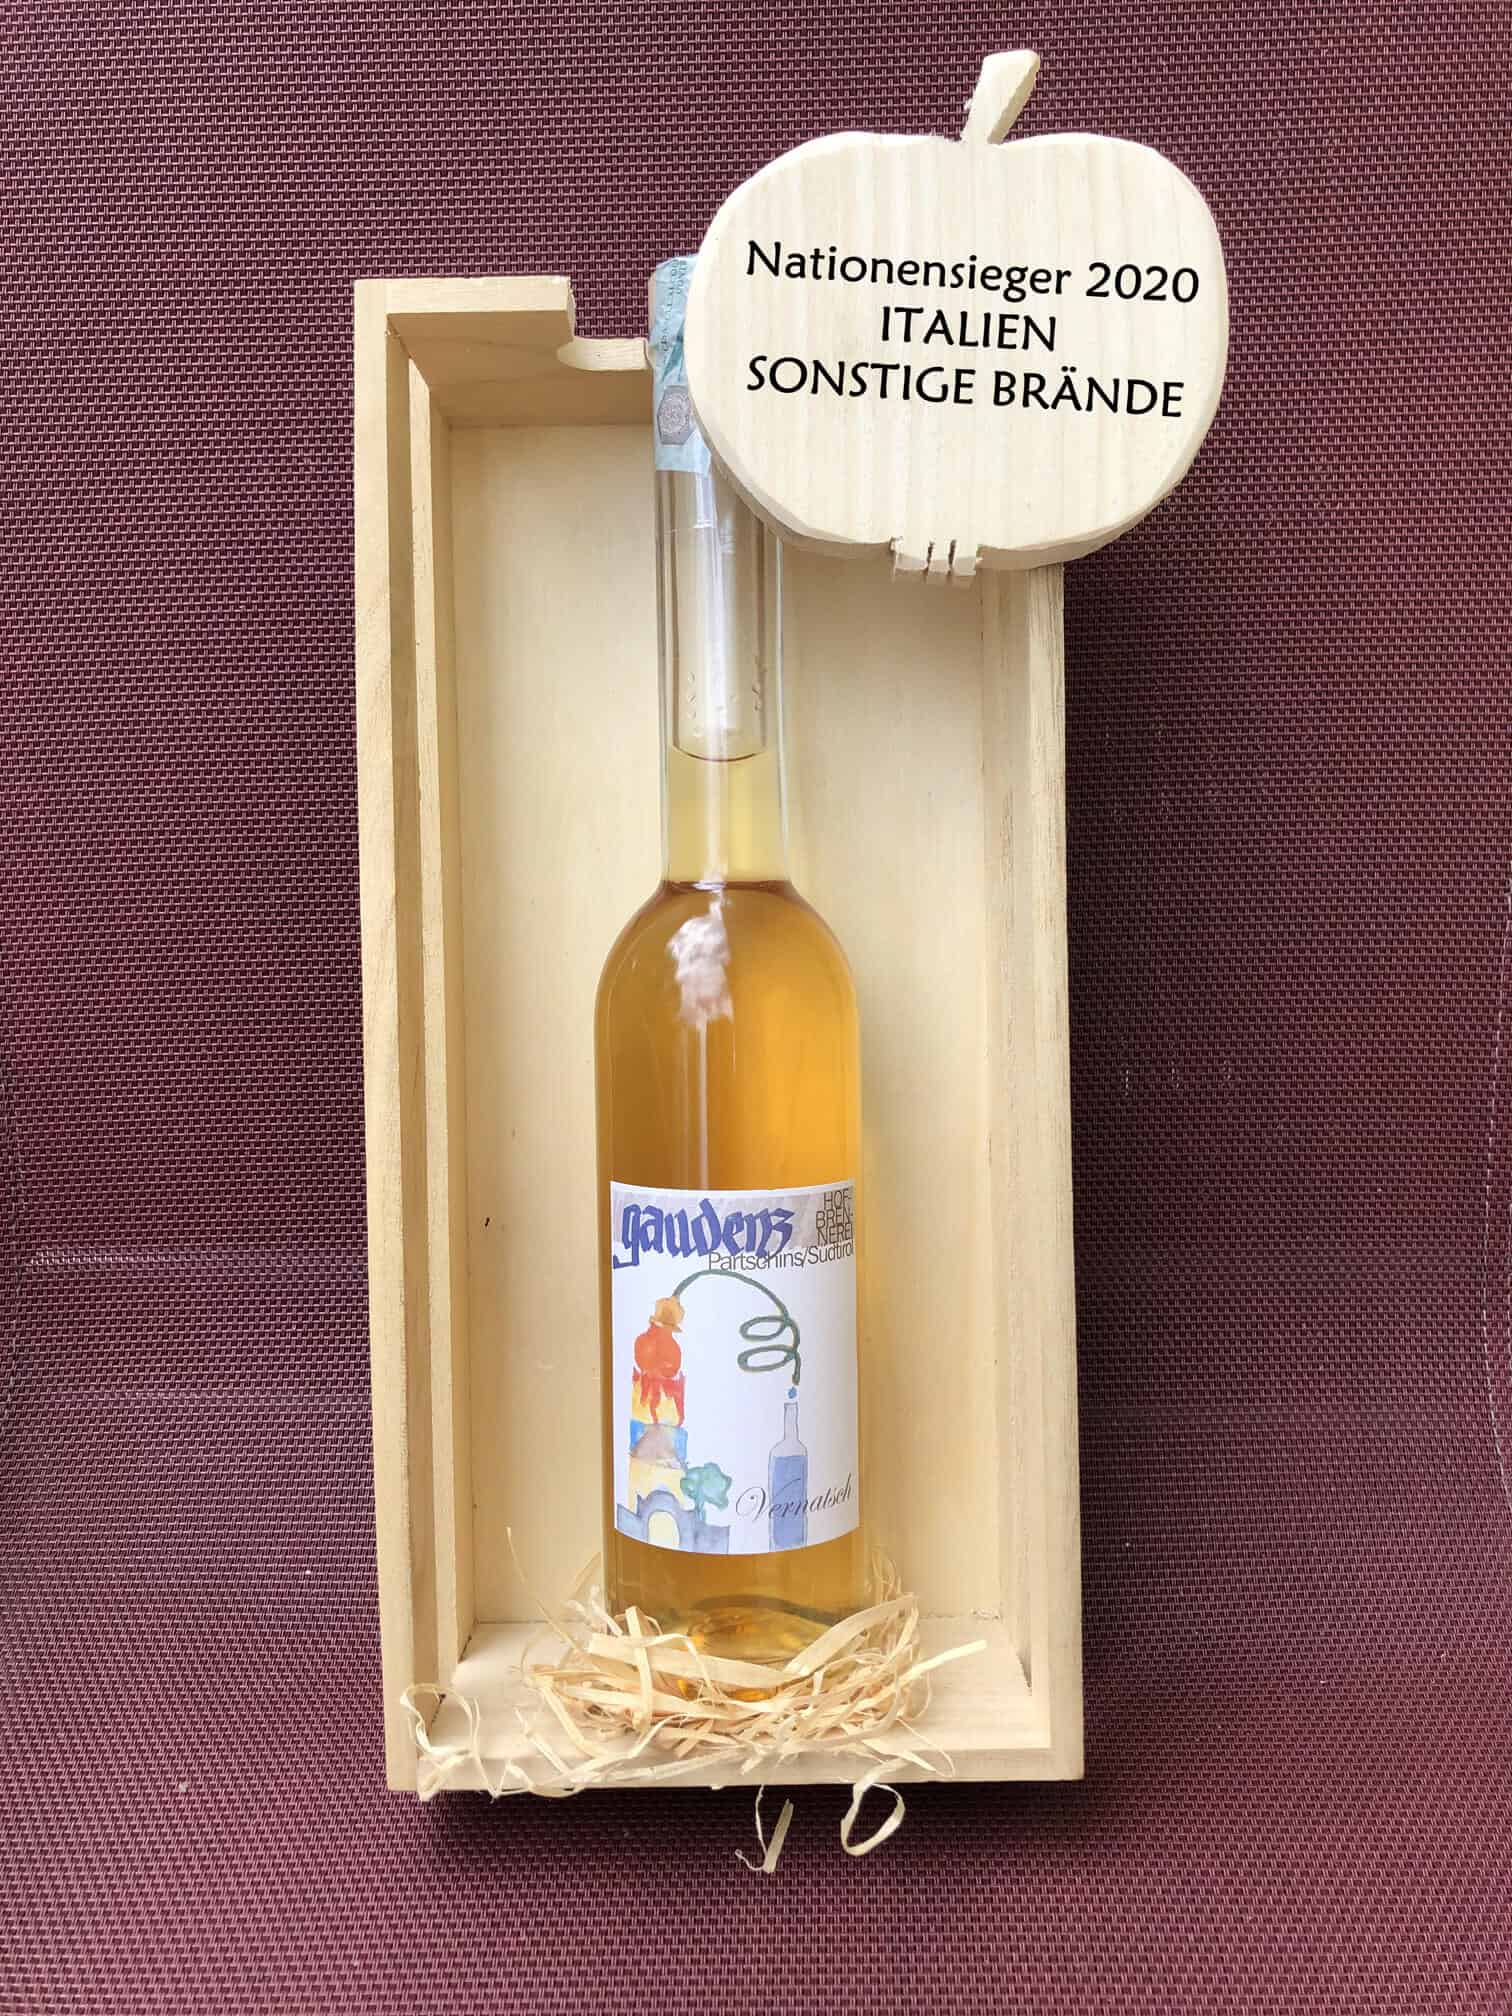 Nationensieger 2020
ITALIEN
SONSTIGE BRÄNDE
gaudenz
HOF-
BREN-
NEREI
Partschins/Südtirol
Vernatsch